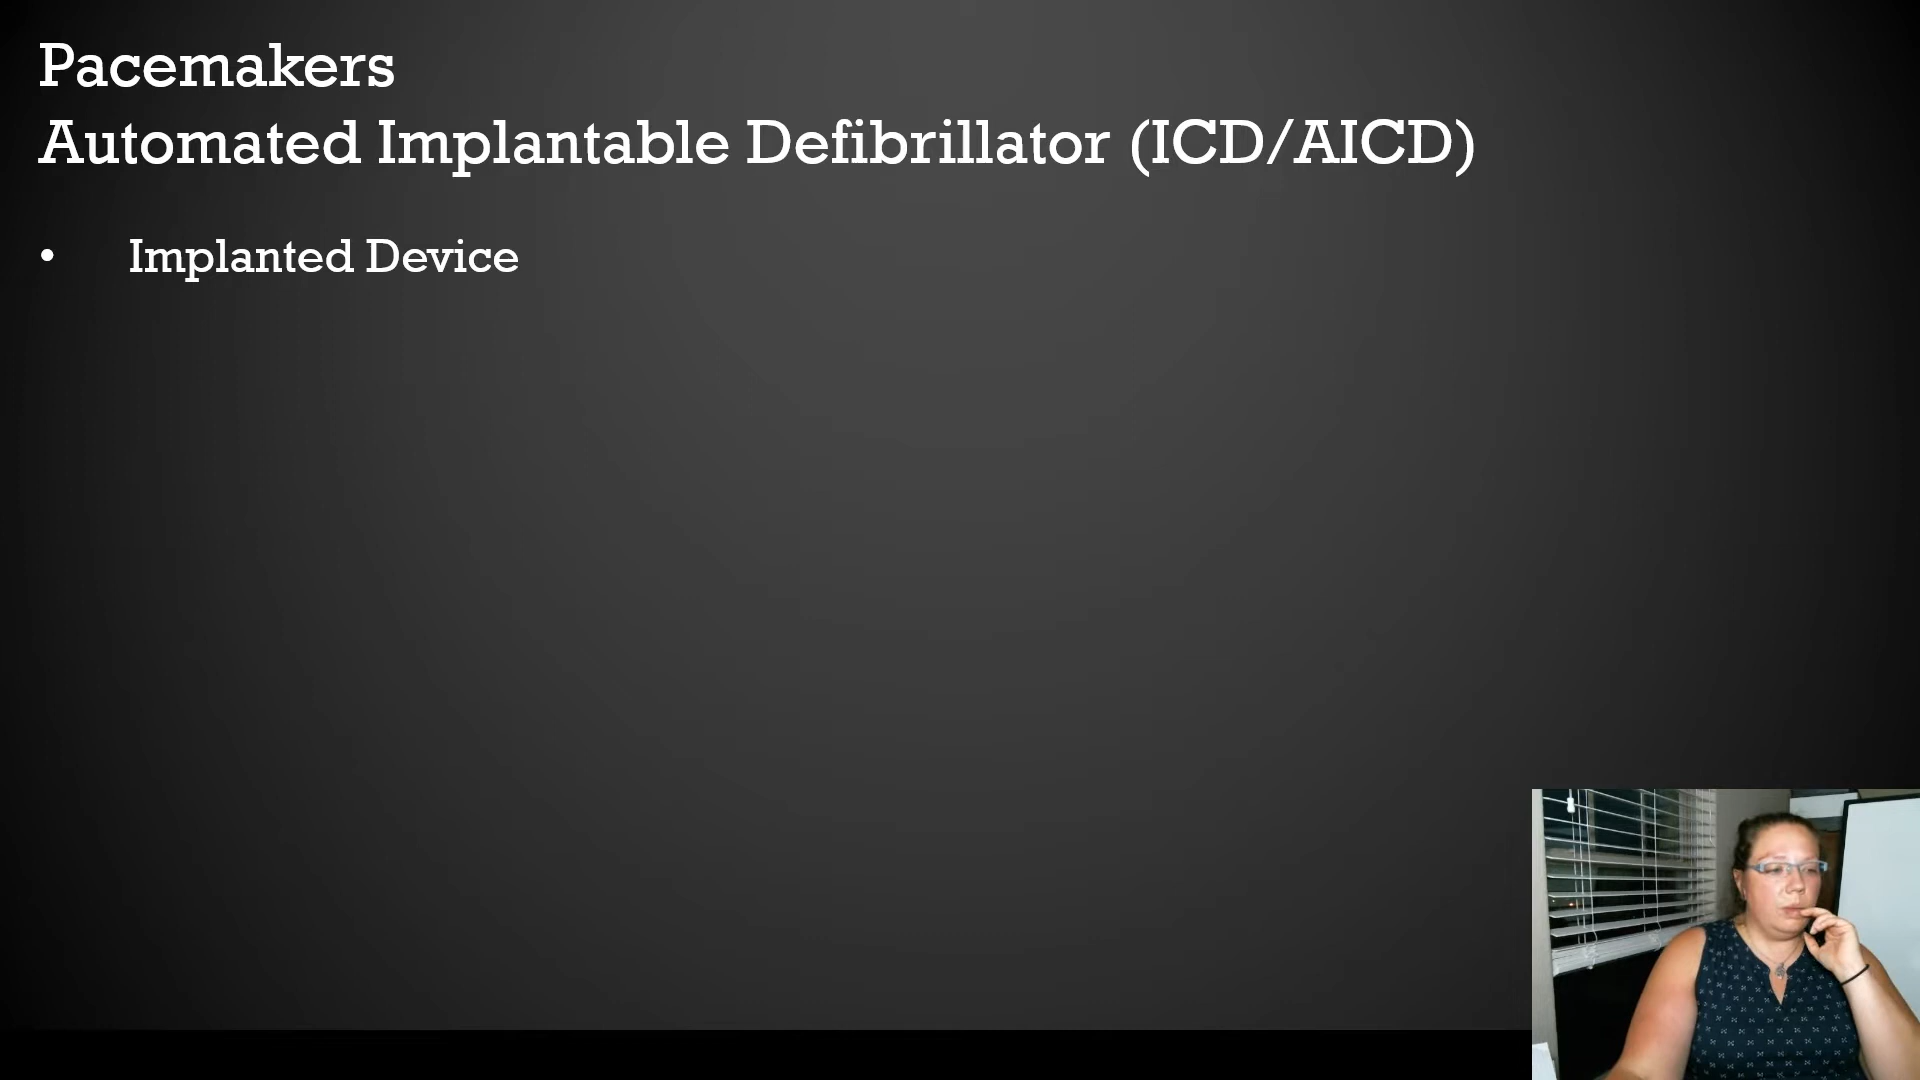 Pacemakers
Automated Implantable Defibrillator (ICD/AICD)
• Implanted Device